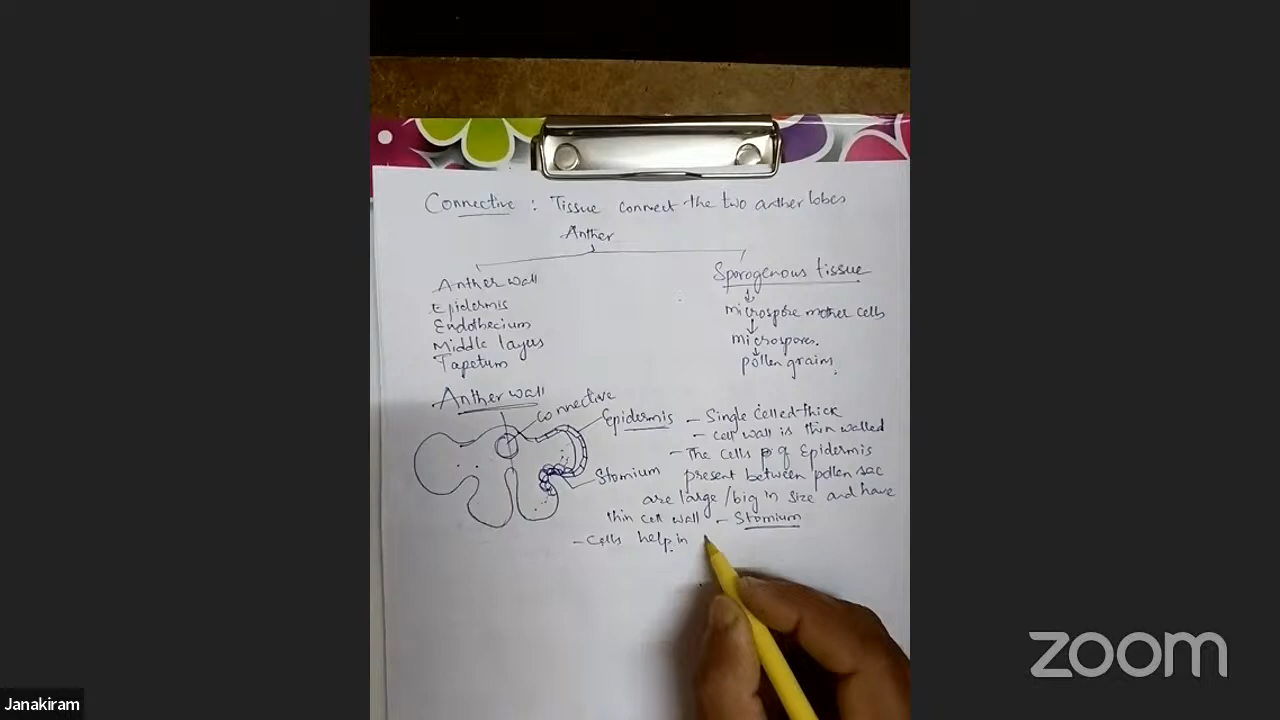 Connective : Tissue connect the two anther lobes
Anther
Anther wall
Epidermis
Endothecium
Middle layers
Tapetum
Sporogenous tissue
microspore mother cells
microspores.
pollen grains
Anther wall
connective
Epidermis
- Single celled thick
- cell wall is thin walled
- The cells of Epidermis
Stomium
present between pollen sac
are large/big in size and have
thin cell wall - Stomium
- Cells help in
zoom
Janakiram